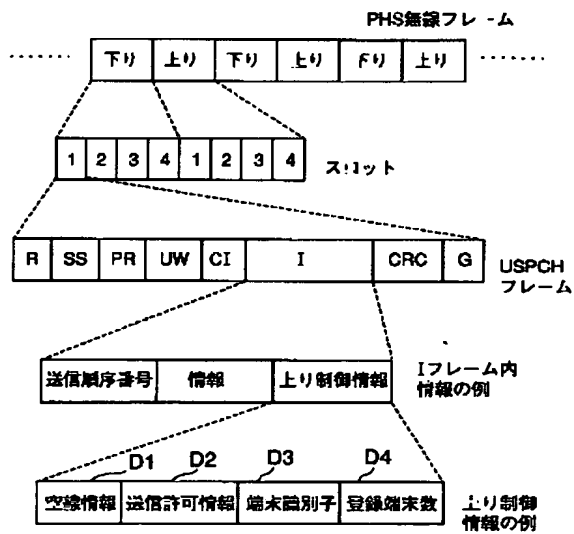 PHS無線フレーム
下り 上り 下り 上り 下り 上り
1 2 3 4 1 2 3 4
スロット
R SS PR UW CI I CRC G
USPCH
フレーム
送信順序番号 情報 上り制御情報
Iフレーム内
情報の例
D1 D2 D3 D4
空線情報 送信許可情報 端末識別子 登録端末数
上り制御
情報の例